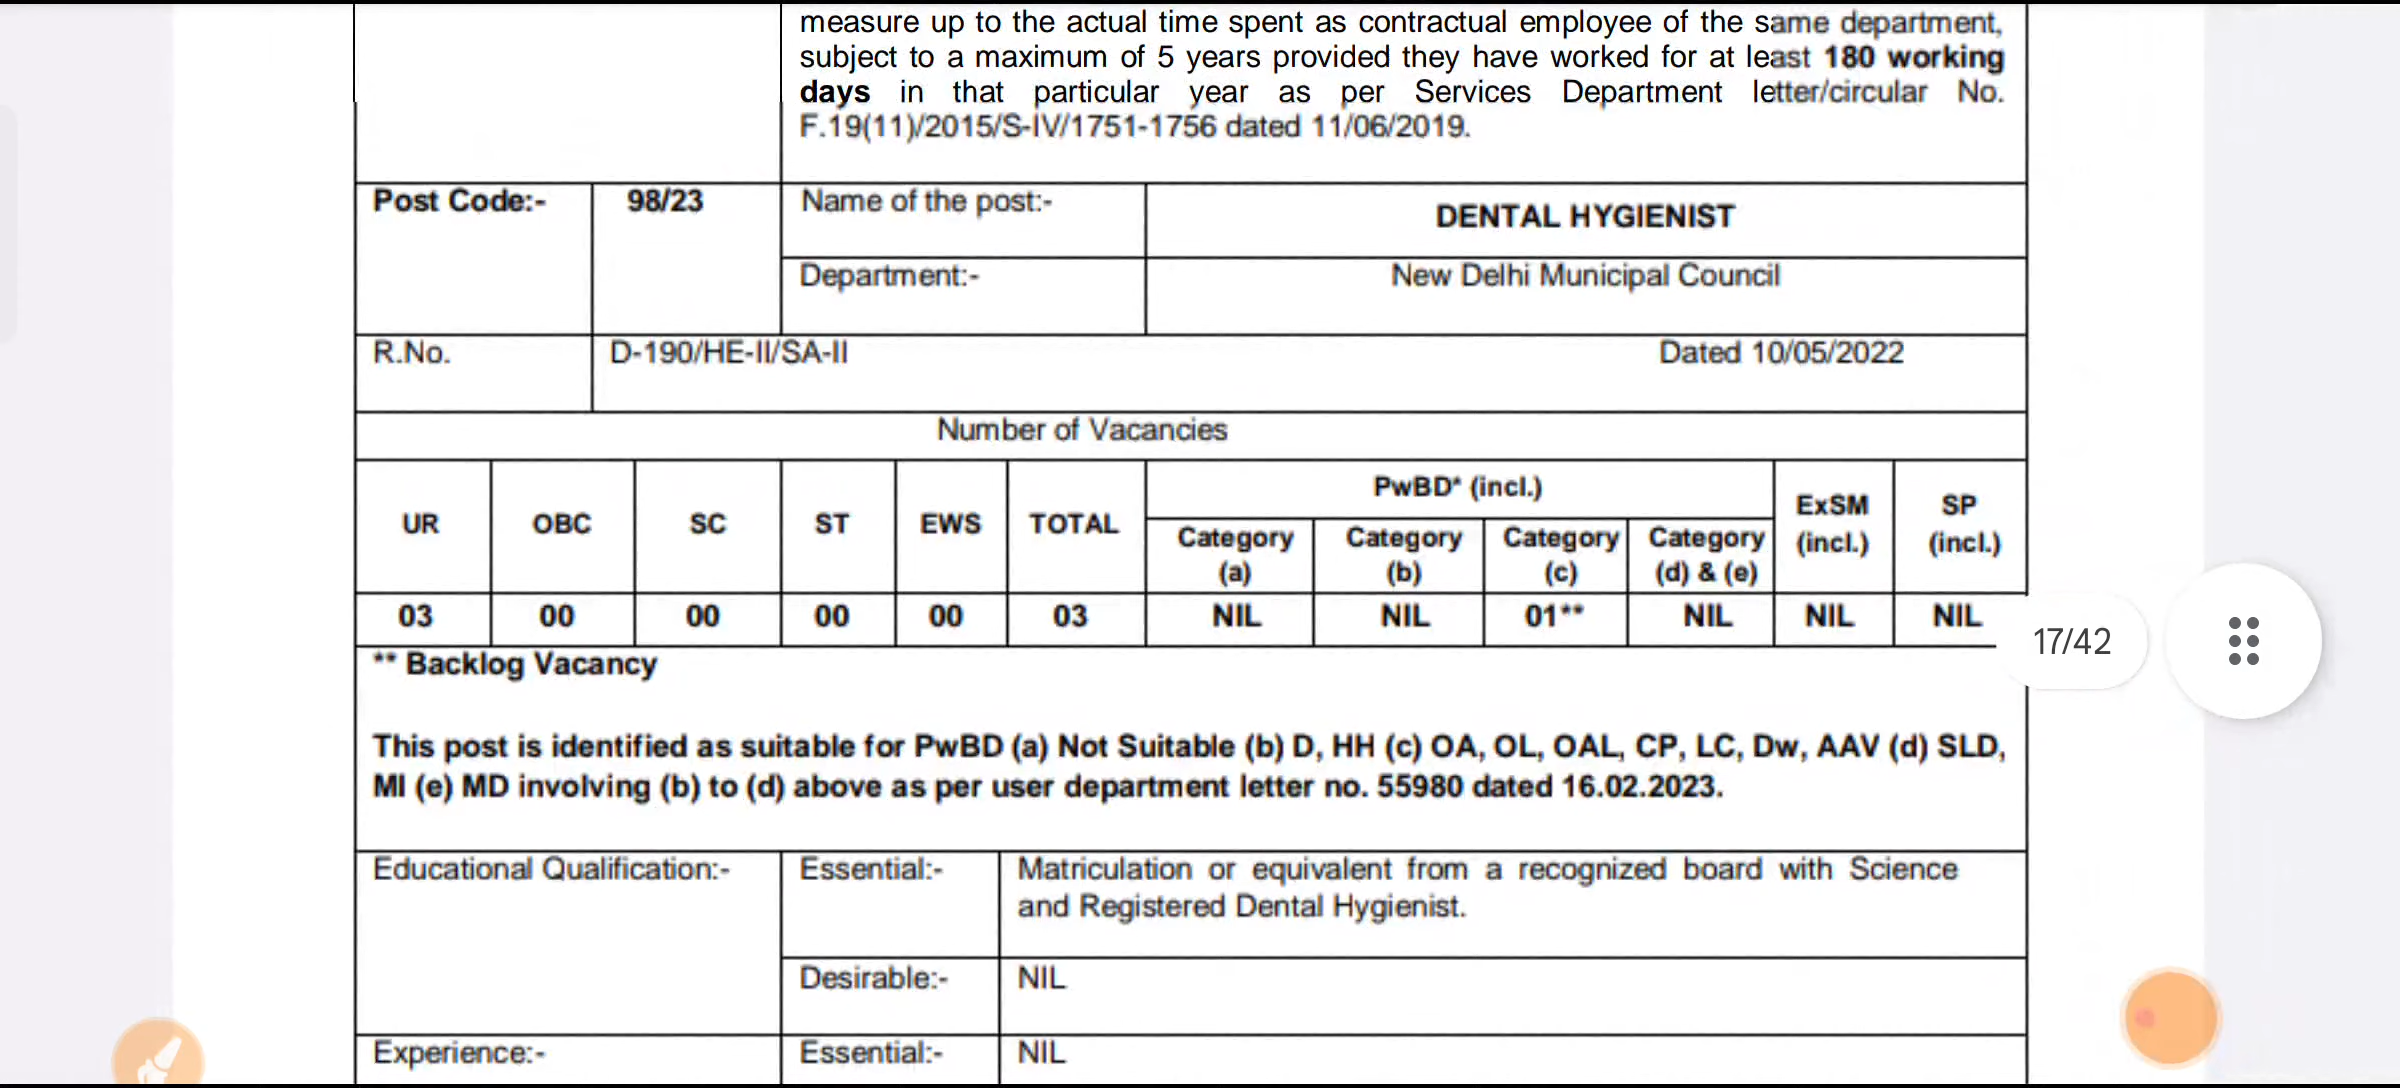 measure up to the actual time spent as contractual employee of the same department,
subject to a maximum of 5 years provided they have worked for at least 180 working
days in that particular year as per Services Department letter/circular No.
F.19(11)/2015/S-IV/1751-1756 dated 11/06/2019.
Post Code:- 98/23 Name of the post:- DENTAL HYGIENIST
Department:- New Delhi Municipal Council
R.No. D-190/HE-II/SA-II Dated 10/05/2022
Number of Vacancies
UR OBC SC ST EWS TOTAL PwBD* (incl.) ExSM (incl.) SP (incl.)
Category (a) Category (b) Category (c) Category (d) & (e)
03 00 00 00 00 03 NIL NIL 01** NIL NIL NIL
17/42
** Backlog Vacancy
This post is identified as suitable for PwBD (a) Not Suitable (b) D, HH (c) OA, OL, OAL, CP, LC, Dw, AAV (d) SLD,
MI (e) MD involving (b) to (d) above as per user department letter no. 55980 dated 16.02.2023.
Educational Qualification:- Essential:- Matriculation or equivalent from a recognized board with Science
and Registered Dental Hygienist.
Desirable:- NIL
Experience:- Essential:- NIL